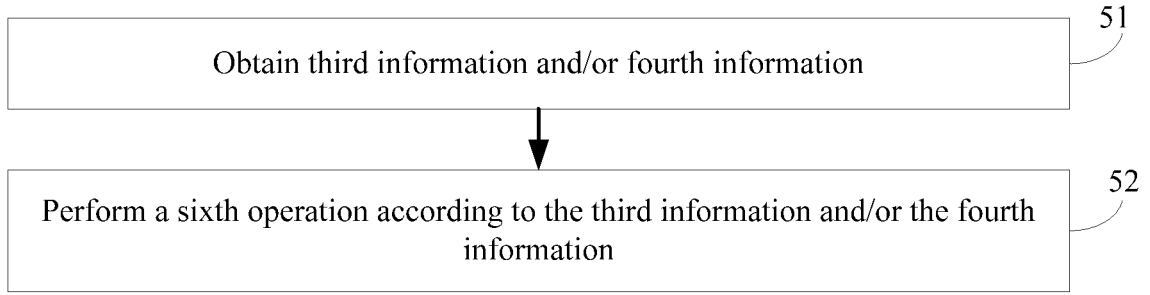 51
Obtain third information and/or fourth information
52
Perform a sixth operation according to the third information and/or the fourth
information